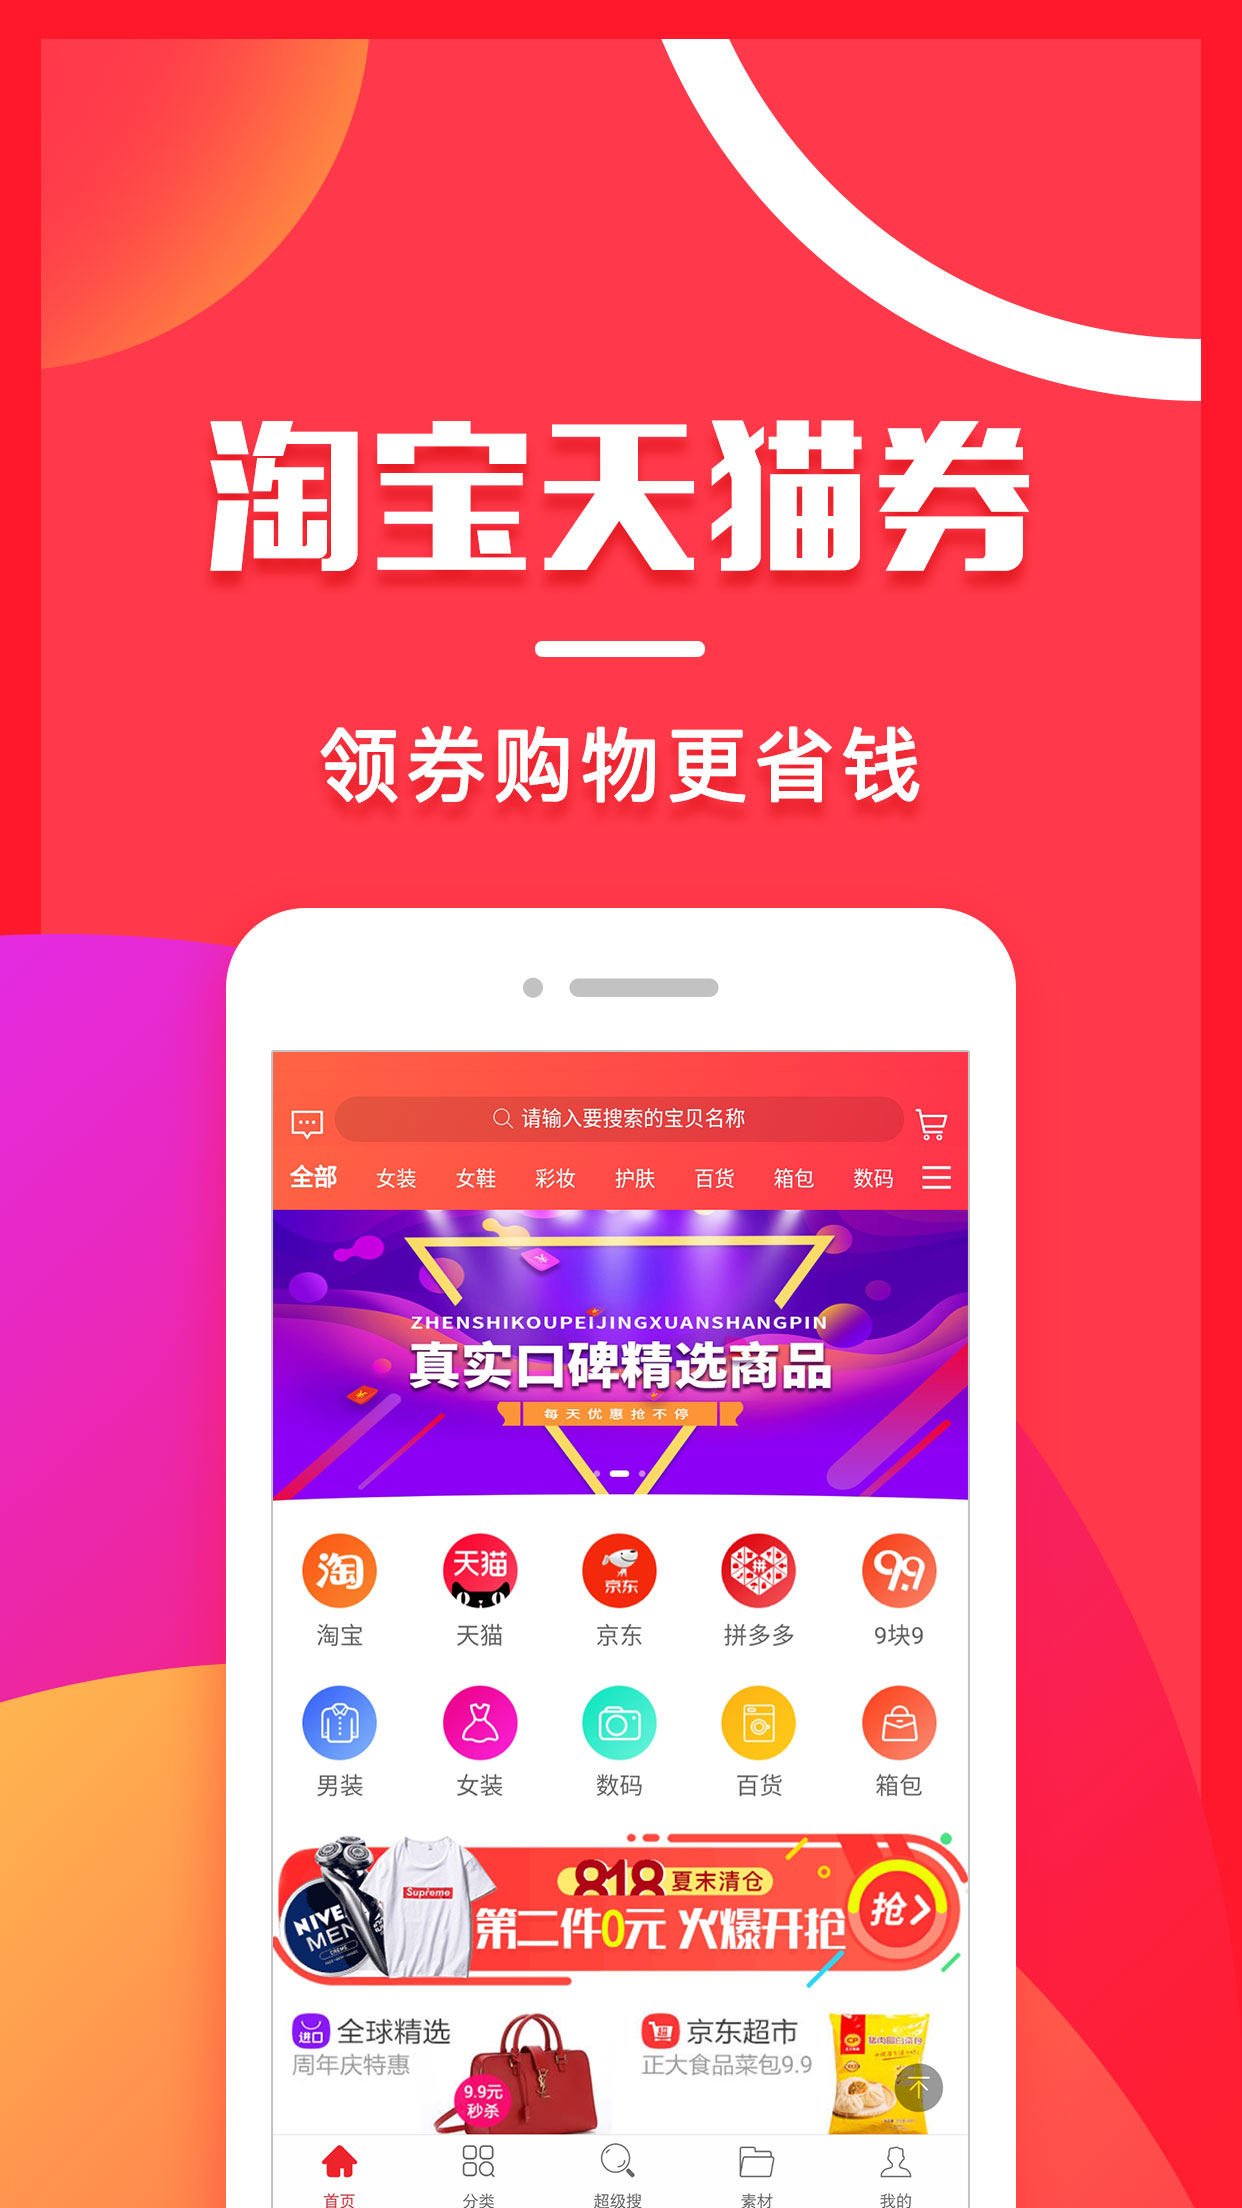 淘宝天猫券
领券购物更省钱
请输入要搜索的宝贝名称
全部 女装 女鞋 彩妆 护肤 百货 箱包 数码
ZHENSHIKOUPEIJINGXUANSHANGPIN
真实口碑精选商品
每天优惠抢不停
淘 天猫 京东 拼 9.9
淘宝 天猫 京东 拼多多 9块9
男装 女装 数码 百货 箱包
818 夏末清仓
第二件0元 火爆开抢
抢
Supreme
NIVEA
MEN
CREME
进口 全球精选
周年庆特惠
9.9元
秒杀
京东超市
正大食品菜包9.9
CP
首页 分类 超级搜 素材 我的